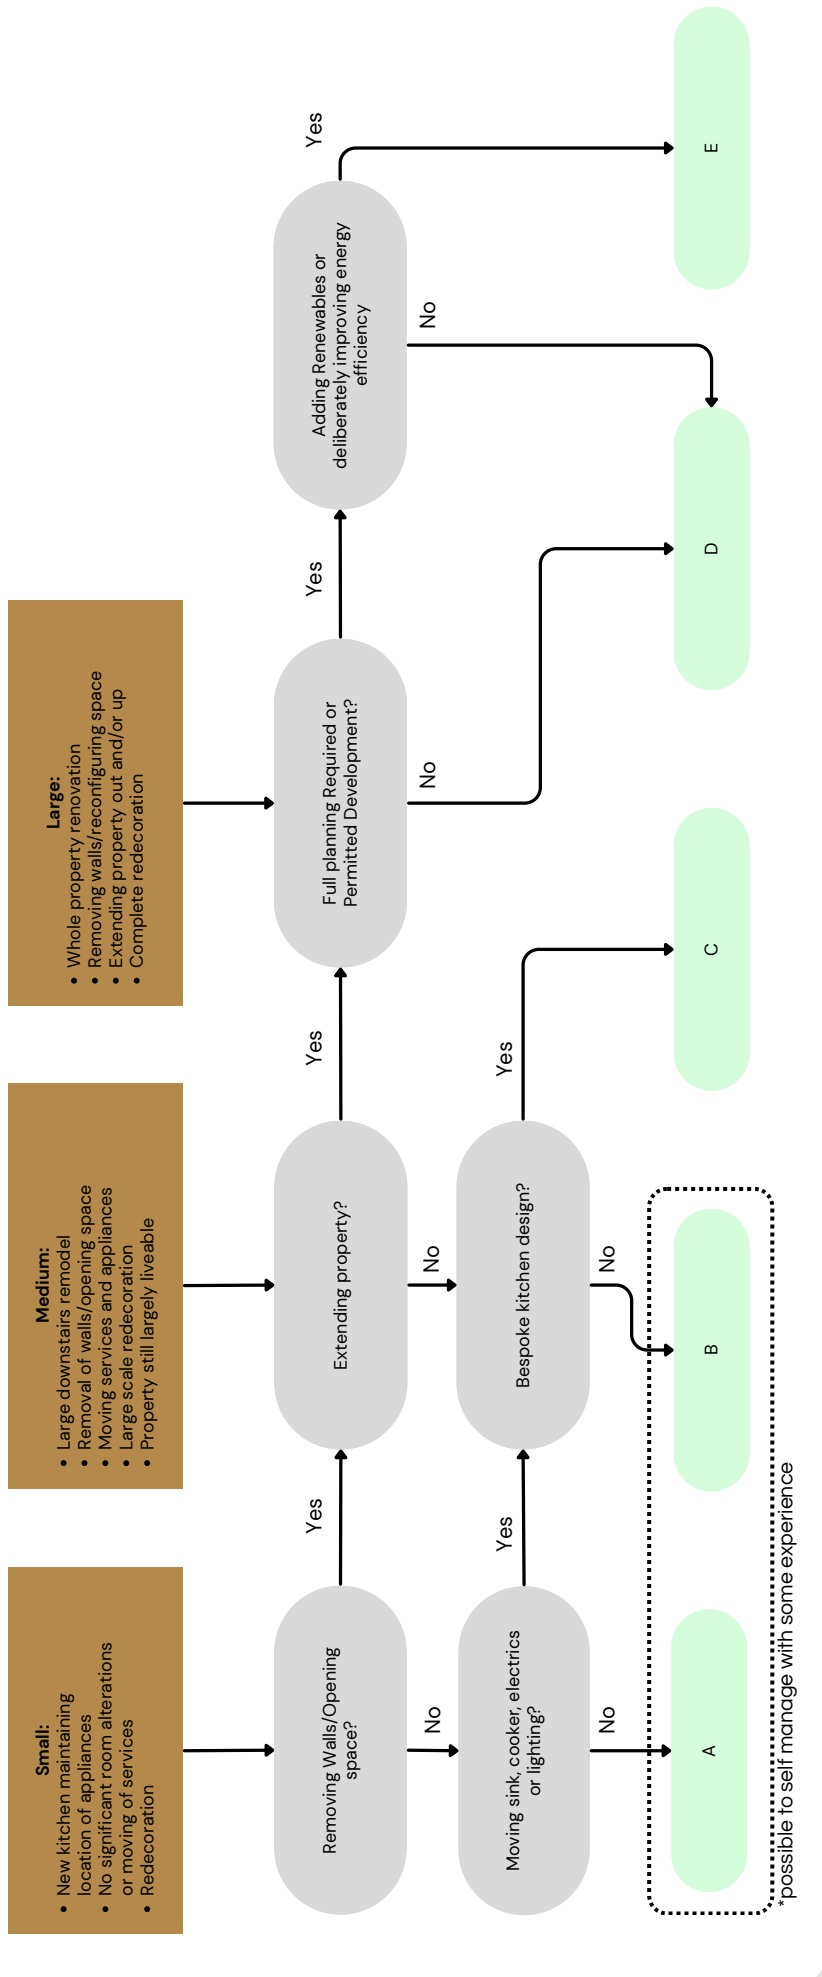 Small:
New kitchen maintaining
location of appliances
No significant room alterations
or moving of services
Redecoration
Medium:
Large downstairs remodel
Removal of walls/opening space
Moving services and appliances
Large scale redecoration
Property still largely liveable
Large:
Whole property renovation
Removing walls/reconfiguring space
Extending property out and/or up
Complete redecoration
Removing Walls/Opening
space?
Yes
Extending property?
Yes
Full planning Required or
Permitted Development?
Yes
Adding Renewables or
deliberately improving energy
efficiency
Yes
No
No
No
No
Moving sink, cooker, electrics
or lighting?
Yes
Bespoke kitchen design?
Yes
No
No
A
B
C
D
E
*possible to self manage with some experience